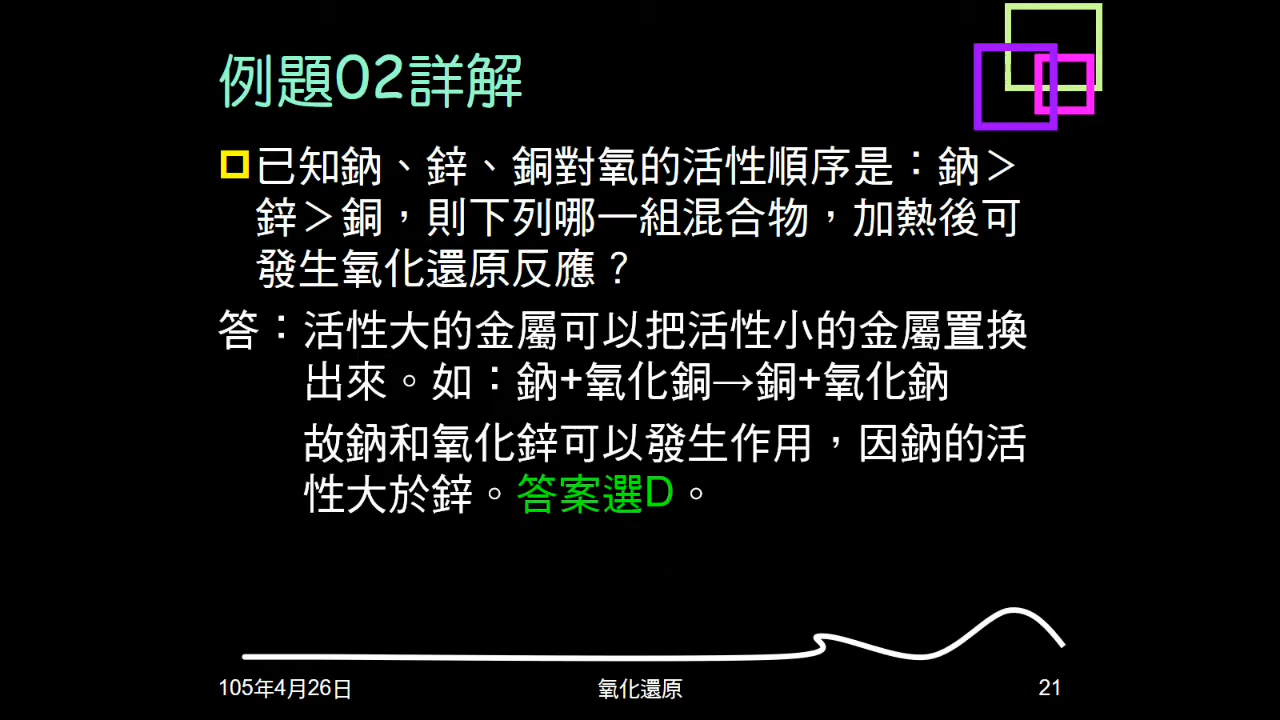 例題02詳解
已知鈉、鋅、銅對氧的活性順序是：鈉＞
鋅＞銅，則下列哪一組混合物，加熱後可
發生氧化還原反應？
答：活性大的金屬可以把活性小的金屬置換
出來。如：鈉+氧化銅→銅+氧化鈉
故鈉和氧化鋅可以發生作用，因鈉的活
性大於鋅。答案選D。
105年4月26日
氧化還原
21